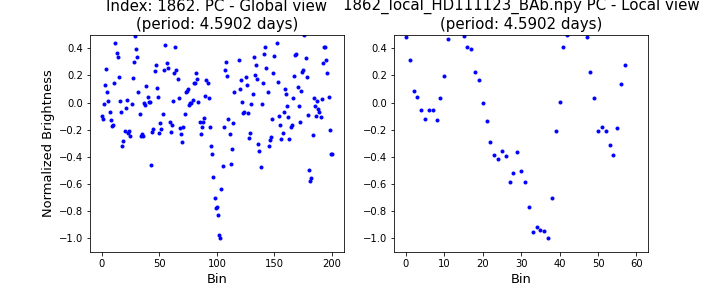 Index: 1862. PC - Global view
(period: 4.5902 days)
1862_local_HD111123_BAb.npy PC - Local view
(period: 4.5902 days)
Normalized Brightness
0.4
0.2
0.0
−0.2
−0.4
−0.6
−0.8
−1.0
0 50 100 150 200
Bin
0.4
0.2
0.0
−0.2
−0.4
−0.6
−0.8
−1.0
0 10 20 30 40 50 60
Bin